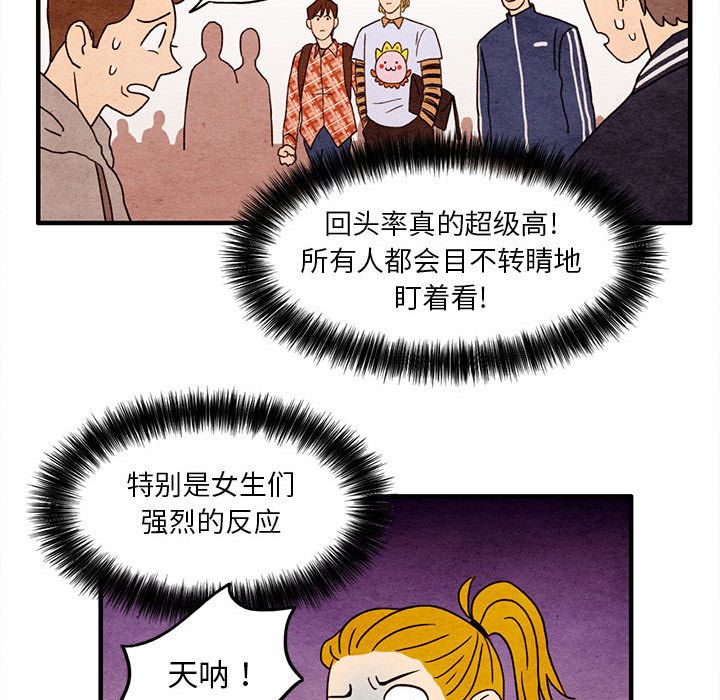 回头率真的超级高!
所有人都会目不转睛地
盯着看!
特别是女生们
强烈的反应
天呐!